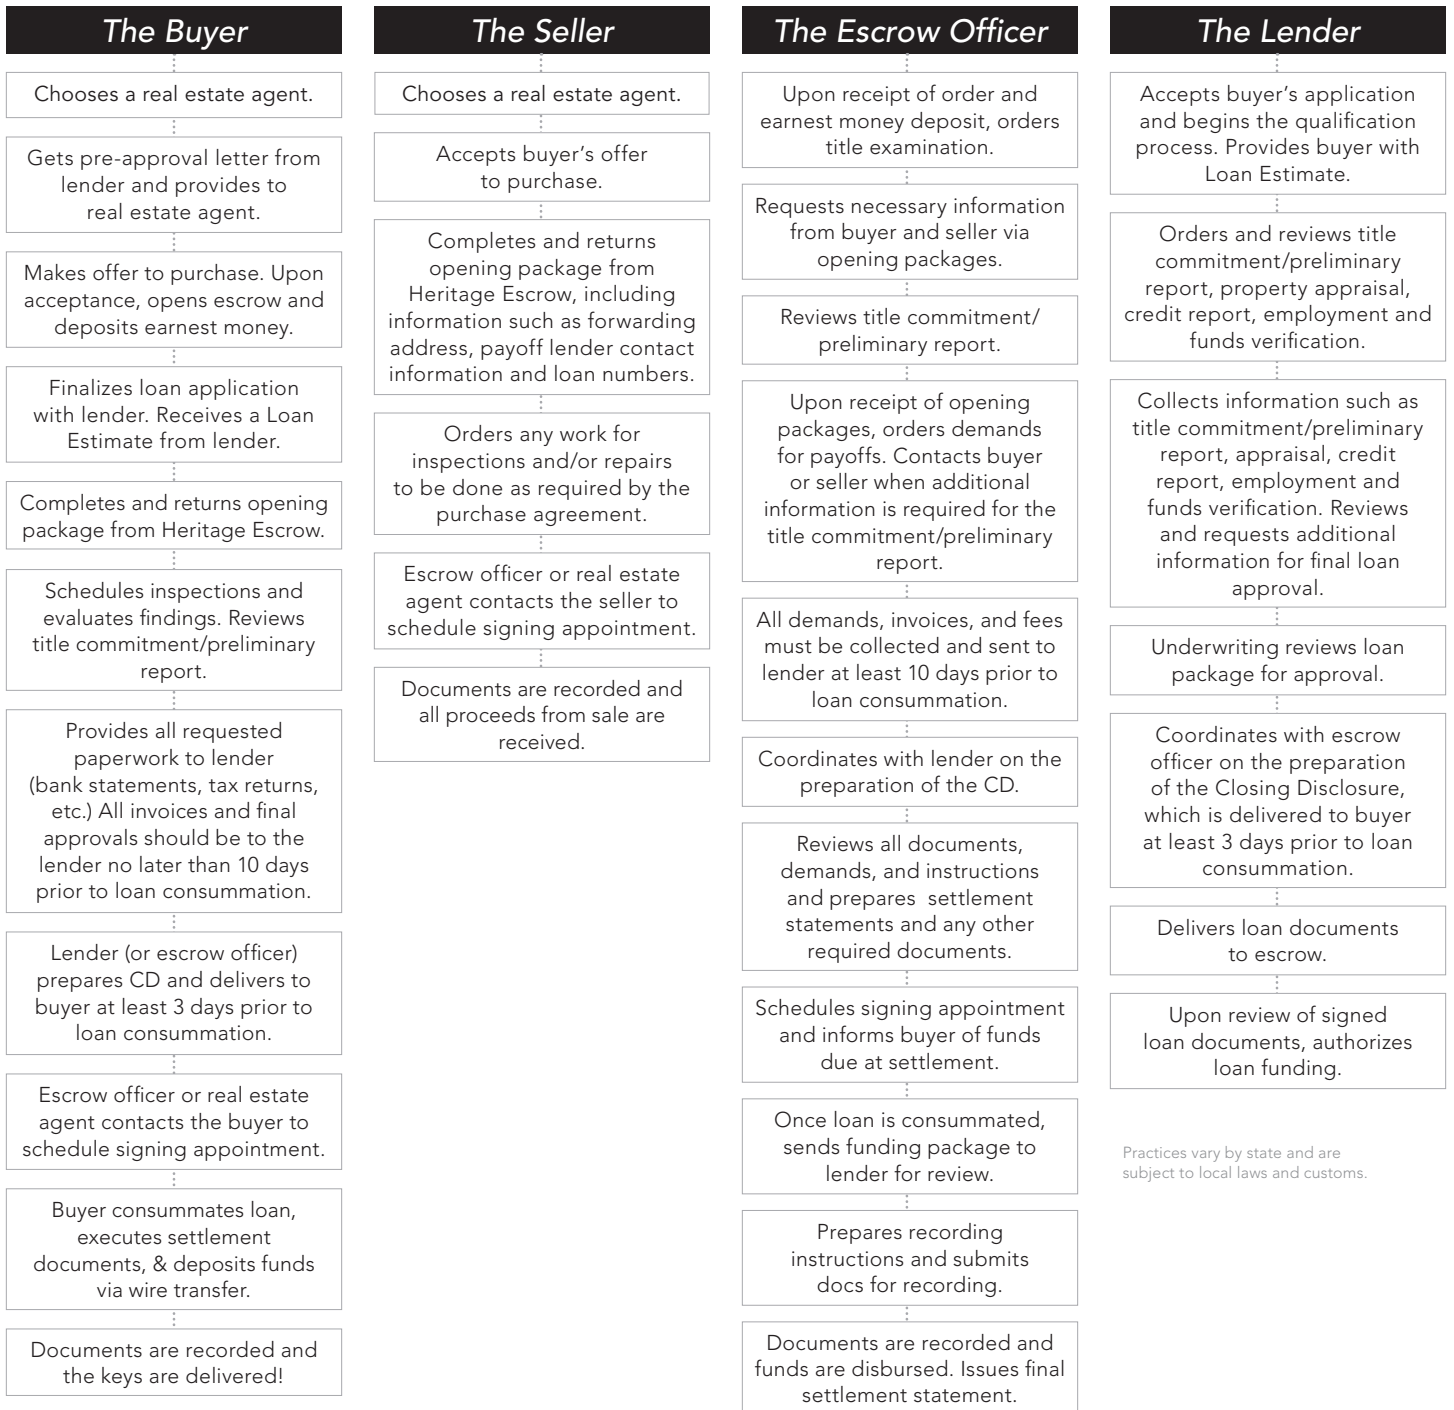 The Buyer
Chooses a real estate agent.
Gets pre-approval letter from
lender and provides to
real estate agent.
Makes offer to purchase. Upon
acceptance, opens escrow and
deposits earnest money.
Finalizes loan application
with lender. Receives a Loan
Estimate from lender.
Completes and returns opening
package from Heritage Escrow.
Schedules inspections and
evaluates findings. Reviews
title commitment/preliminary
report.
Provides all requested
paperwork to lender
(bank statements, tax returns,
etc.) All invoices and final
approvals should be to the
lender no later than 10 days
prior to loan consummation.
Lender (or escrow officer)
prepares CD and delivers to
buyer at least 3 days prior to
loan consummation.
Escrow officer or real estate
agent contacts the buyer to
schedule signing appointment.
Buyer consummates loan,
executes settlement
documents, & deposits funds
via wire transfer.
Documents are recorded and
the keys are delivered!
The Seller
Chooses a real estate agent.
Accepts buyer's offer
to purchase.
Completes and returns
opening package from
Heritage Escrow, including
information such as forwarding
address, payoff lender contact
information and loan numbers.
Orders any work for
inspections and/or repairs
to be done as required by the
purchase agreement.
Escrow officer or real estate
agent contacts the seller to
schedule signing appointment.
Documents are recorded and
all proceeds from sale are
received.
The Escrow Officer
Upon receipt of order and
earnest money deposit, orders
title examination.
Requests necessary information
from buyer and seller via
opening packages.
Reviews title commitment/
preliminary report.
Upon receipt of opening
packages, orders demands
for payoffs. Contacts buyer
or seller when additional
information is required for the
title commitment/preliminary
report.
All demands, invoices, and fees
must be collected and sent to
lender at least 10 days prior to
loan consummation.
Coordinates with lender on the
preparation of the CD.
Reviews all documents,
demands, and instructions
and prepares settlement
statements and any other
required documents.
Schedules signing appointment
and informs buyer of funds
due at settlement.
Once loan is consummated,
sends funding package to
lender for review.
Prepares recording
instructions and submits
docs for recording.
Documents are recorded and
funds are disbursed. Issues final
settlement statement.
The Lender
Accepts buyer's application
and begins the qualification
process. Provides buyer with
Loan Estimate.
Orders and reviews title
commitment/preliminary
report, property appraisal,
credit report, employment and
funds verification.
Collects information such as
title commitment/preliminary
report, appraisal, credit
report, employment and
funds verification. Reviews
and requests additional
information for final loan
approval.
Underwriting reviews loan
package for approval.
Coordinates with escrow
officer on the preparation
of the Closing Disclosure,
which is delivered to buyer
at least 3 days prior to loan
consummation.
Delivers loan documents
to escrow.
Upon review of signed
loan documents, authorizes
loan funding.
Practices vary by state and are
subject to local laws and customs.